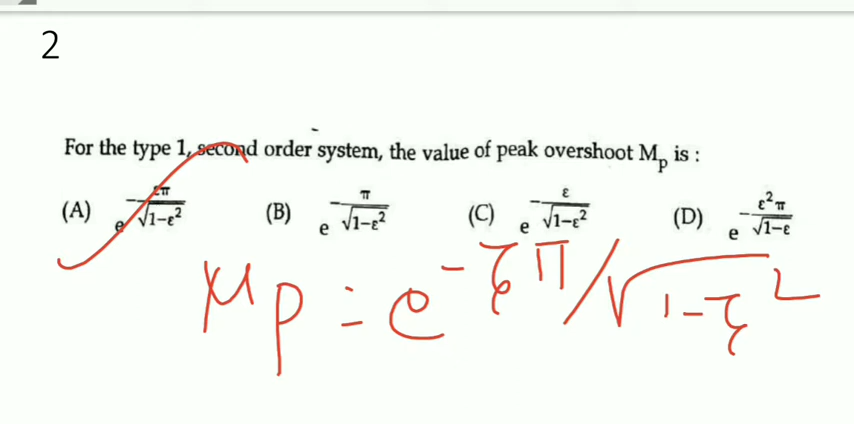 2
For the type 1, second order system, the value of peak overshoot Mₚ is :
(A) e^(-επ/√(1-ε²)) (B) e^(-π/√(1-ε²)) (C) e^(-ε/√(1-ε²)) (D) e^(-ε²π/√(1-ε))
Mp = e^(-ζπ/√(1-ζ²))